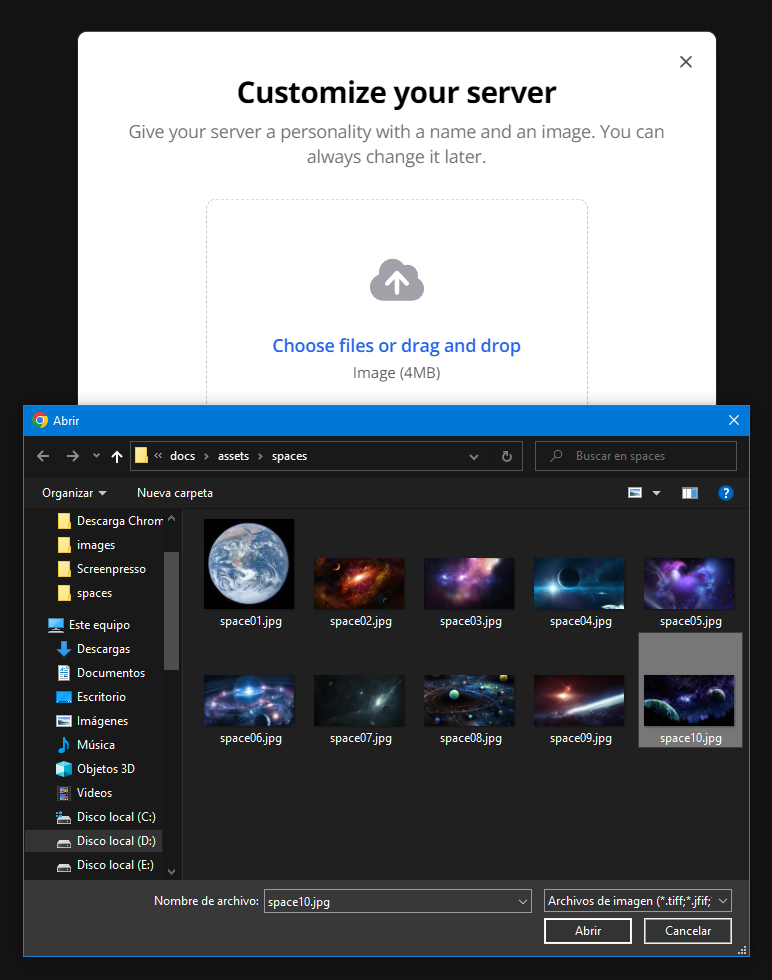 Customize your server
Give your server a personality with a name and an image. You can
always change it later.
Choose files or drag and drop
Image (4MB)
Abrir
« docs › assets › spaces
Buscar en spaces
Organizar
Nueva carpeta
Descarga Chrom
images
Screenpresso
spaces
Este equipo
Descargas
Documentos
Escritorio
Imágenes
Música
Objetos 3D
Videos
Disco local (C:)
Disco local (D:)
Disco local (E:)
space01.jpg
space02.jpg
space03.jpg
space04.jpg
space05.jpg
space06.jpg
space07.jpg
space08.jpg
space09.jpg
space10.jpg
Nombre de archivo:
space10.jpg
Archivos de imagen (*.tiff;*.jfif;
Abrir
Cancelar